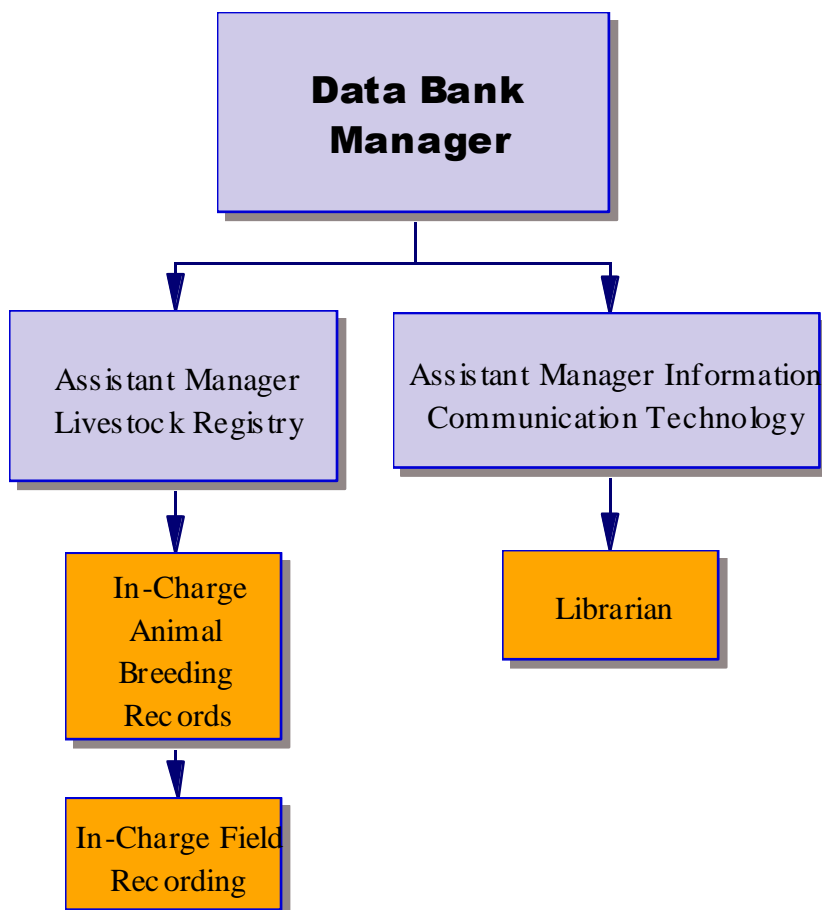 Data Bank
Manager
Assistant Manager
Livestock Registry
Assistant Manager Information
Communication Technology
In-Charge
Animal
Breeding
Records
Librarian
In-Charge Field
Recording